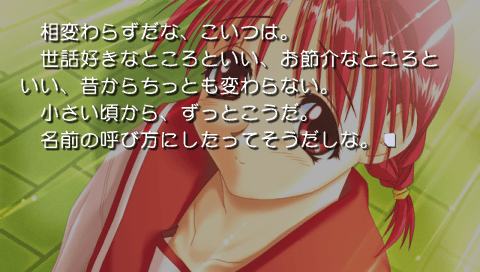 相変わらずだな、こいつは。
世話好きなところといい、お節介なところと
いい、昔からちっとも変わらない。
小さい頃から、ずっとこうだ。
名前の呼び方にしたってそうだしな。